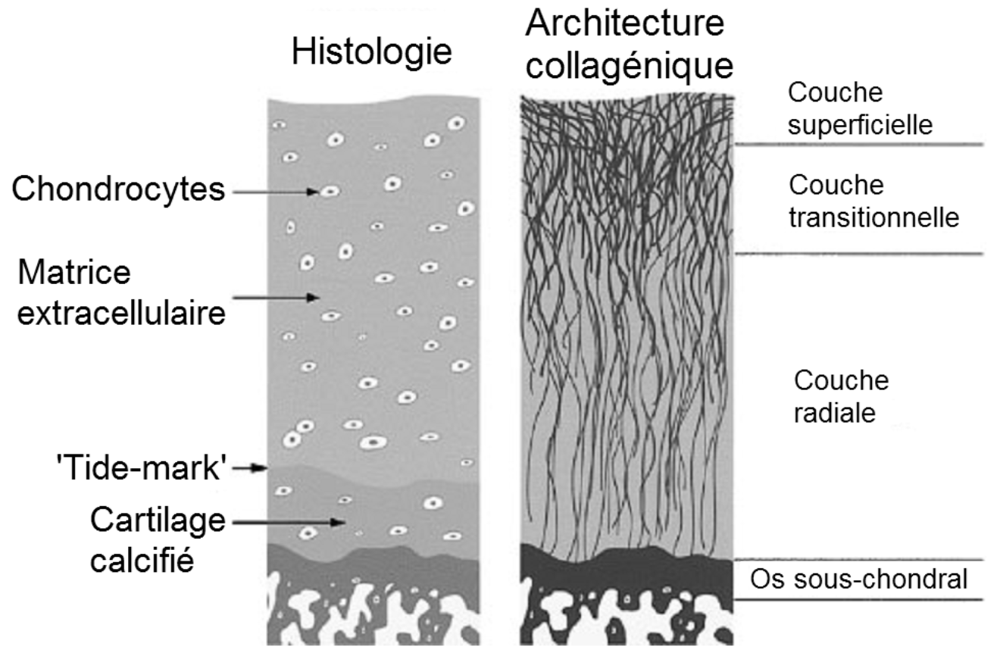 Histologie
Architecture
collagénique
Chondrocytes
Matrice
extracellulaire
'Tide-mark'
Cartilage
calcifié
Couche
superficielle
Couche
transitionnelle
Couche
radiale
Os sous-chondral